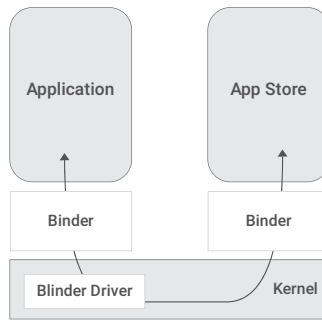 Application
App Store
Binder
Binder
Blinder Driver
Kernel